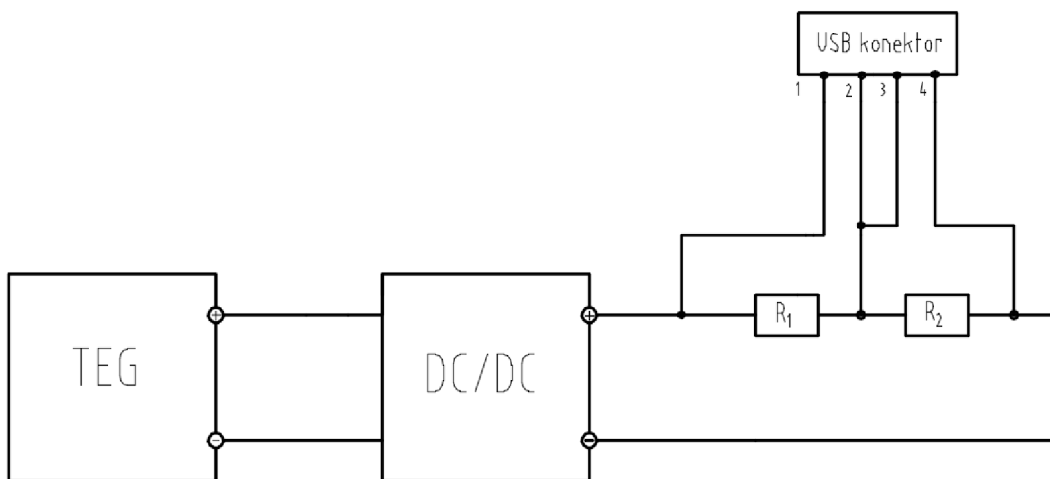 USB konektor
1 2 3 4
TEG
DC/DC
R1
R2
+
+
-
-